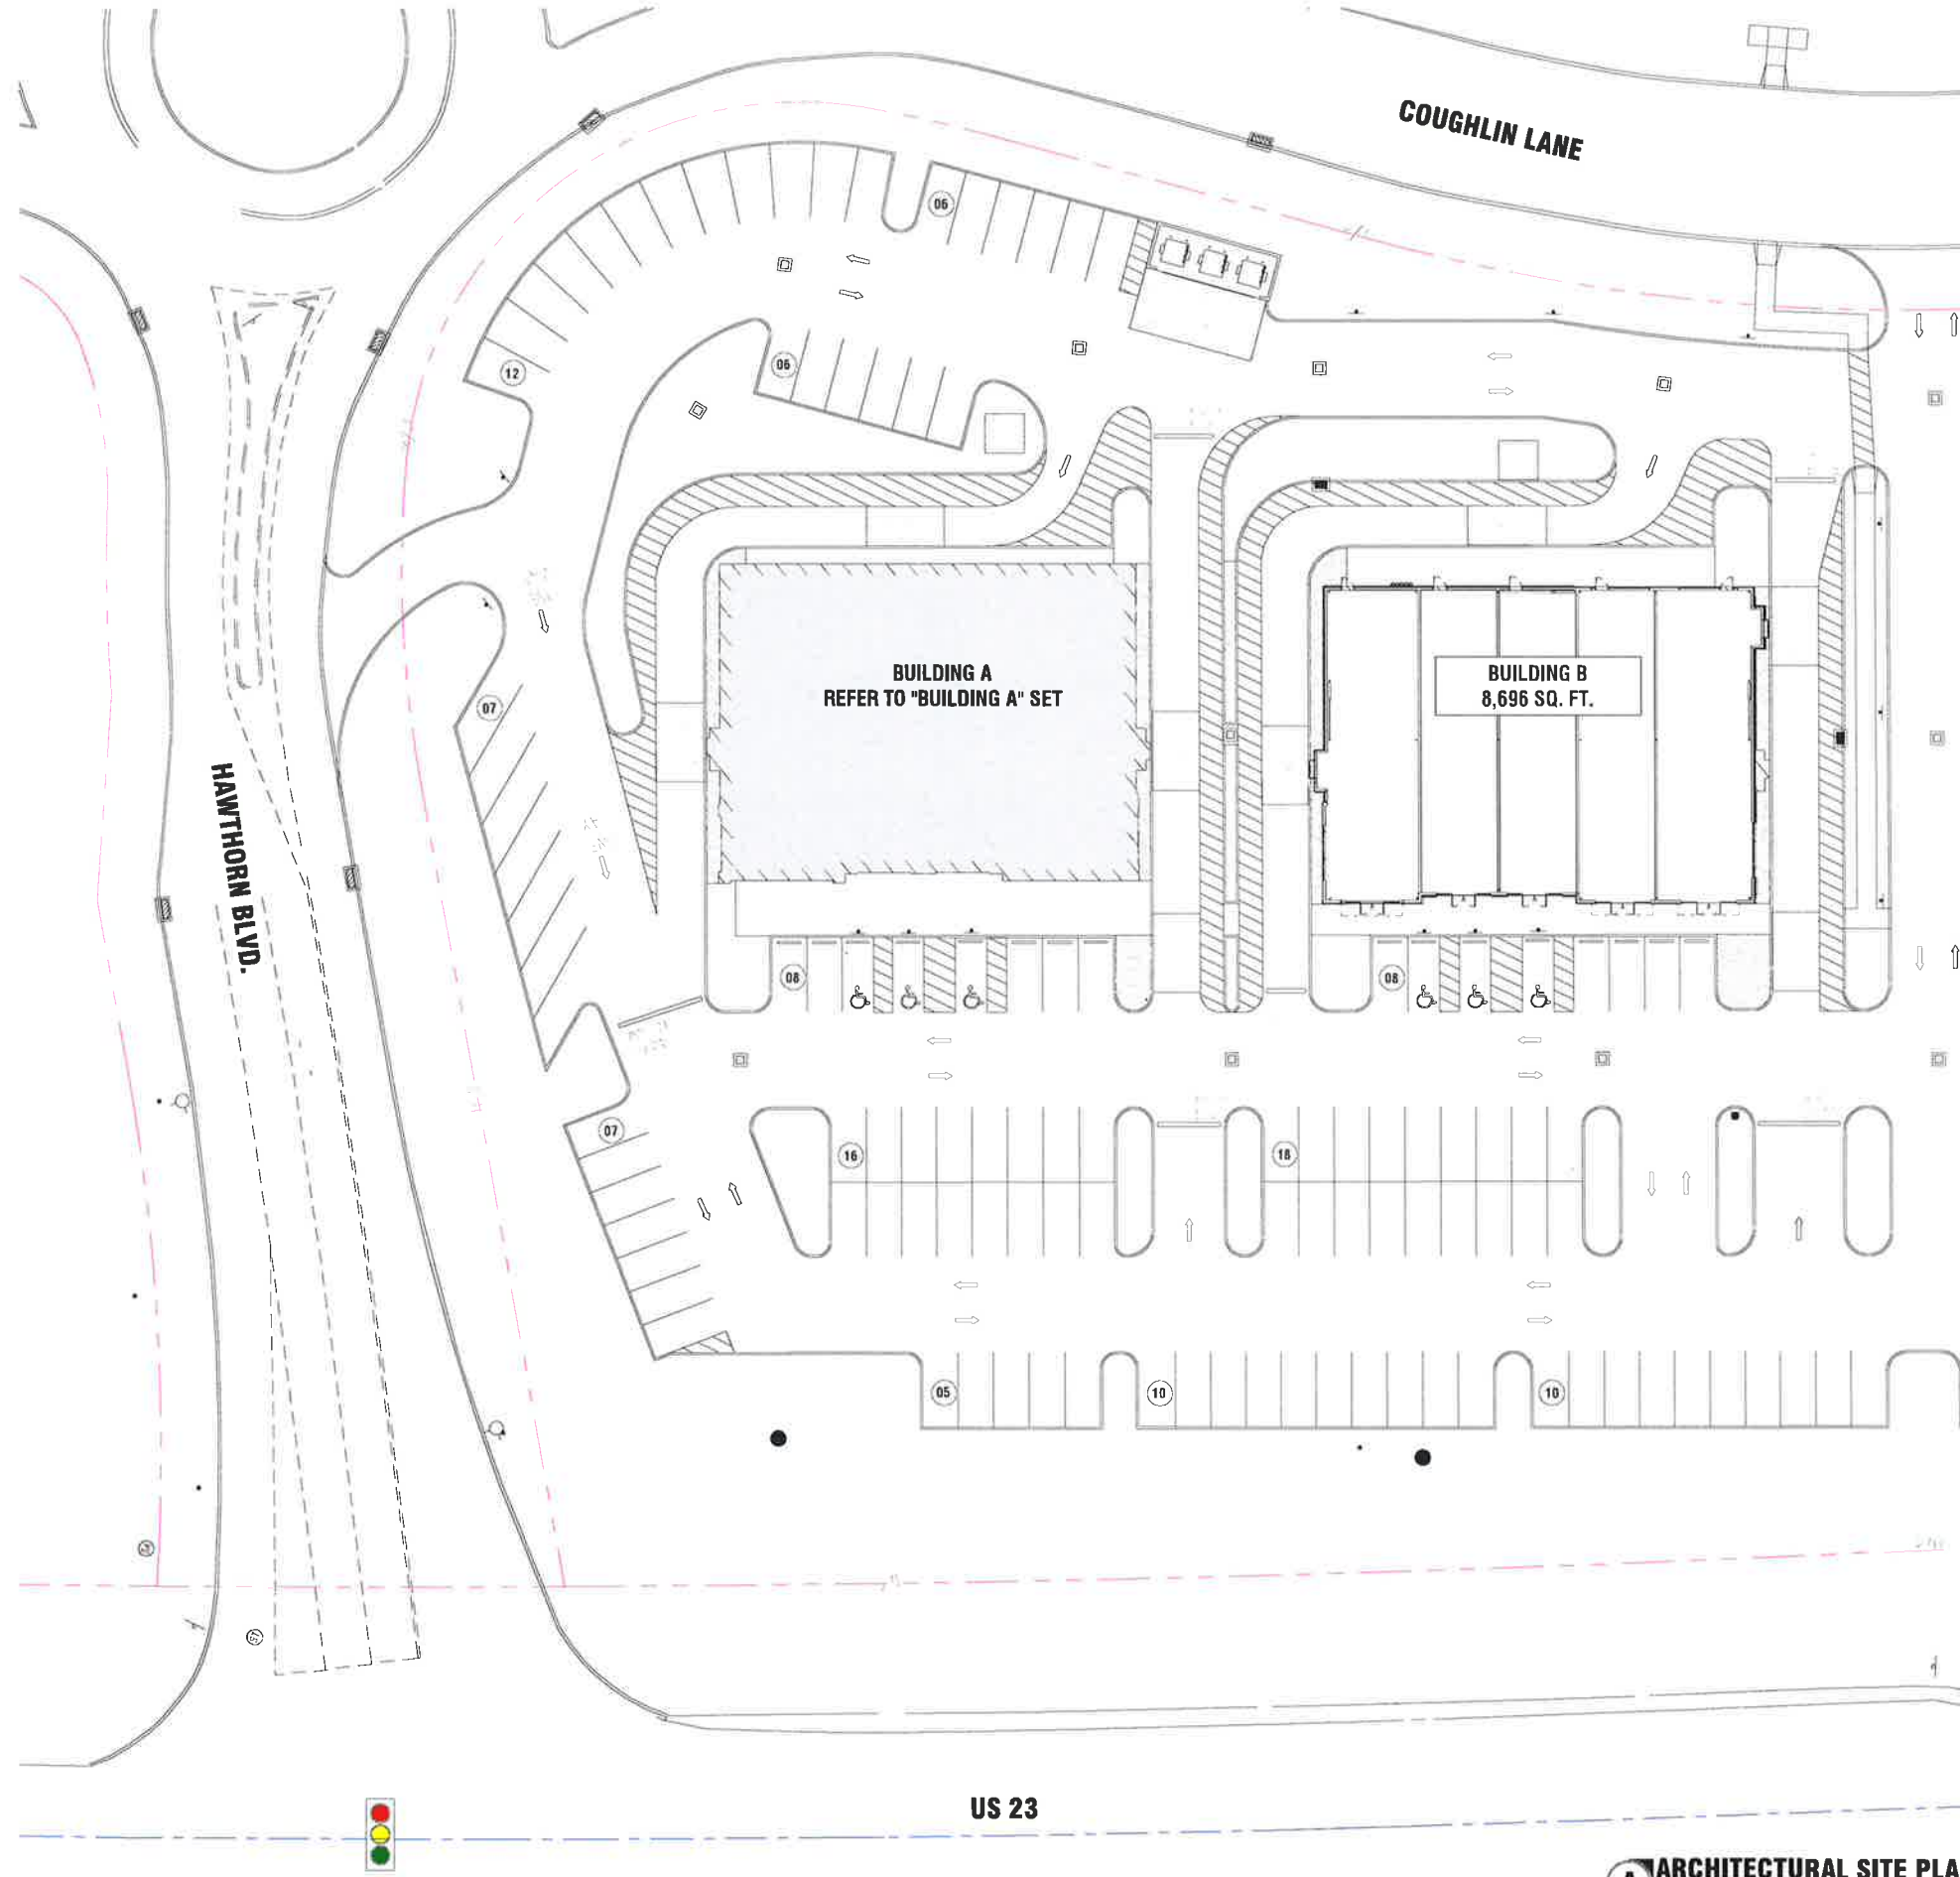 COUGHLIN LANE
06
06
12
07
BUILDING A
REFER TO "BUILDING A" SET
BUILDING B
8,696 SQ. FT.
HAWTHORN BLVD.
08
08
07
16
18
05
10
10
US 23
A
ARCHITECTURAL SITE PLA